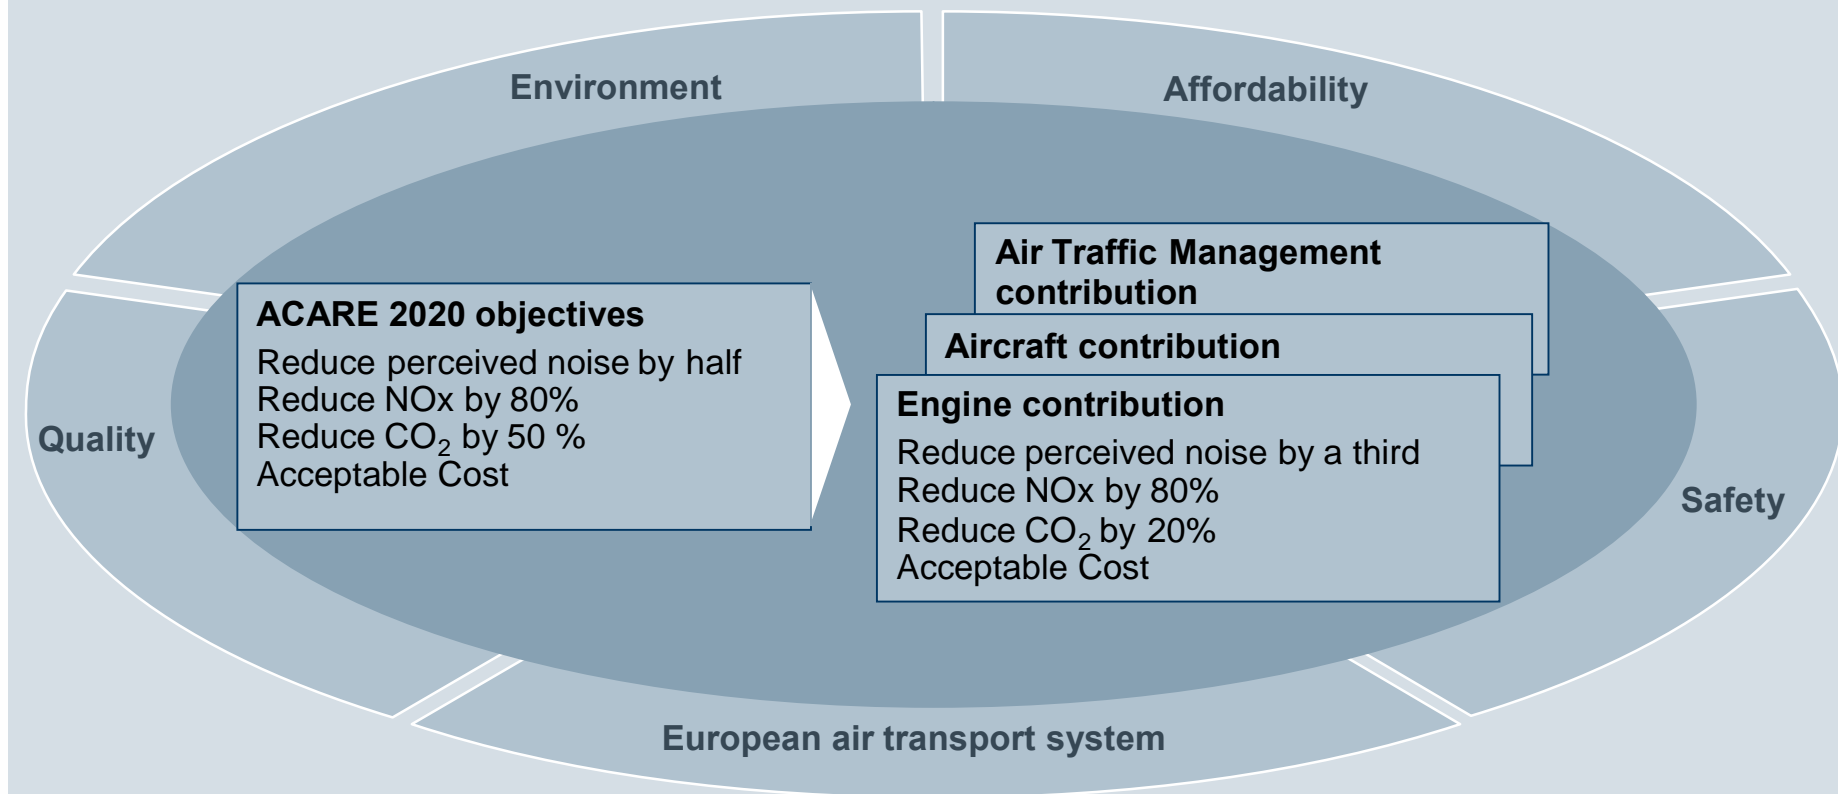 Environment
Affordability
Air Traffic Management
contribution
ACARE 2020 objectives
Reduce perceived noise by half
Reduce NOx by 80%
Reduce CO₂ by 50 %
Acceptable Cost
Aircraft contribution
Engine contribution
Reduce perceived noise by a third
Reduce NOx by 80%
Reduce CO₂ by 20%
Acceptable Cost
Quality
Safety
European air transport system